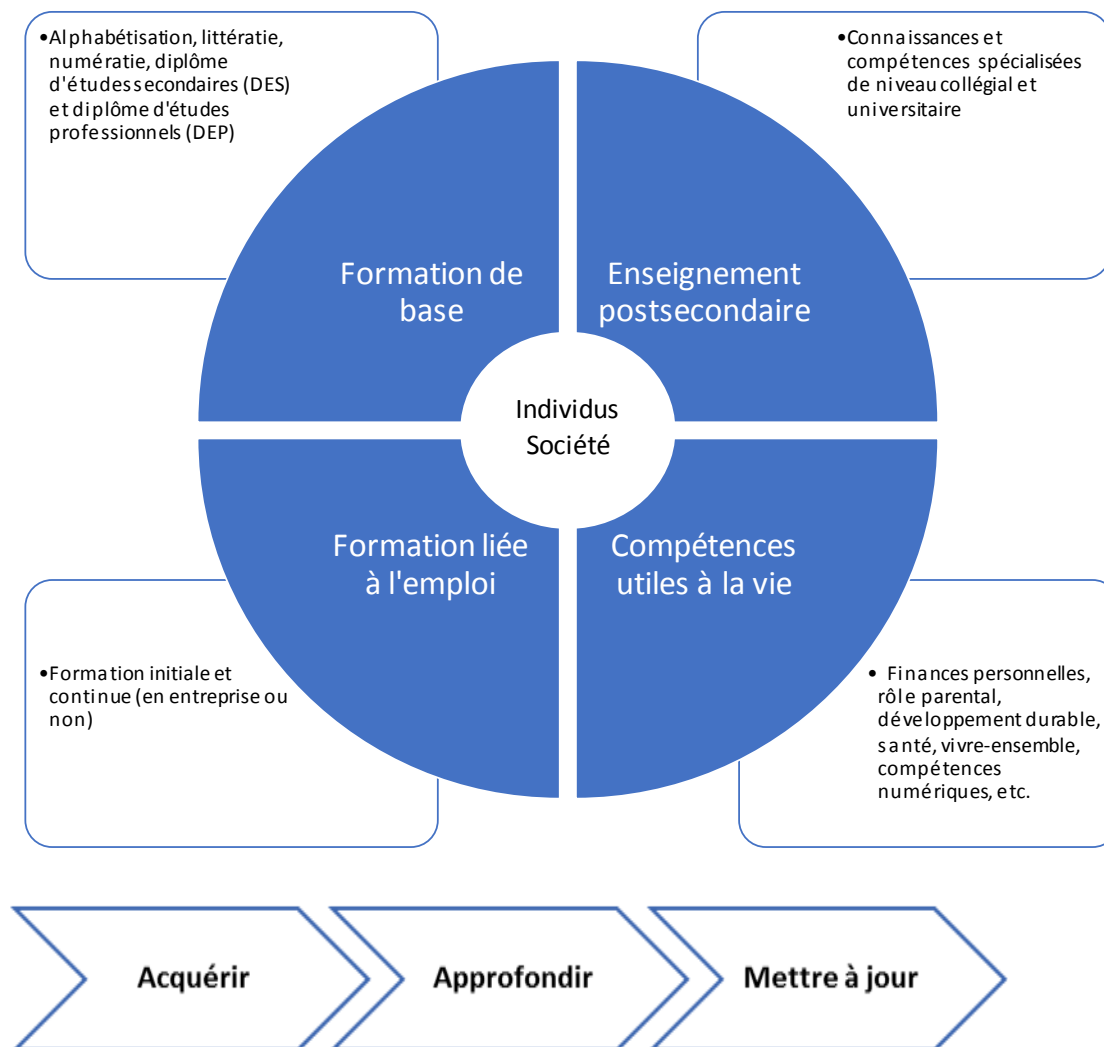 •Alphabétisation, littératie,
numératie, diplôme
d'études secondaires (DES)
et diplôme d'études
professionnels (DEP)
•Connaissances et
compétences spécialisées
de niveau collégial et
universitaire
Formation de
base
Enseignement
postsecondaire
Individus
Société
Formation liée
à l'emploi
Compétences
utiles à la vie
•Formation initiale et
continue (en entreprise ou
non)
• Finances personnelles,
rôle parental,
développement durable,
santé, vivre-ensemble,
compétences
numériques, etc.
Acquérir
Approfondir
Mettre à jour